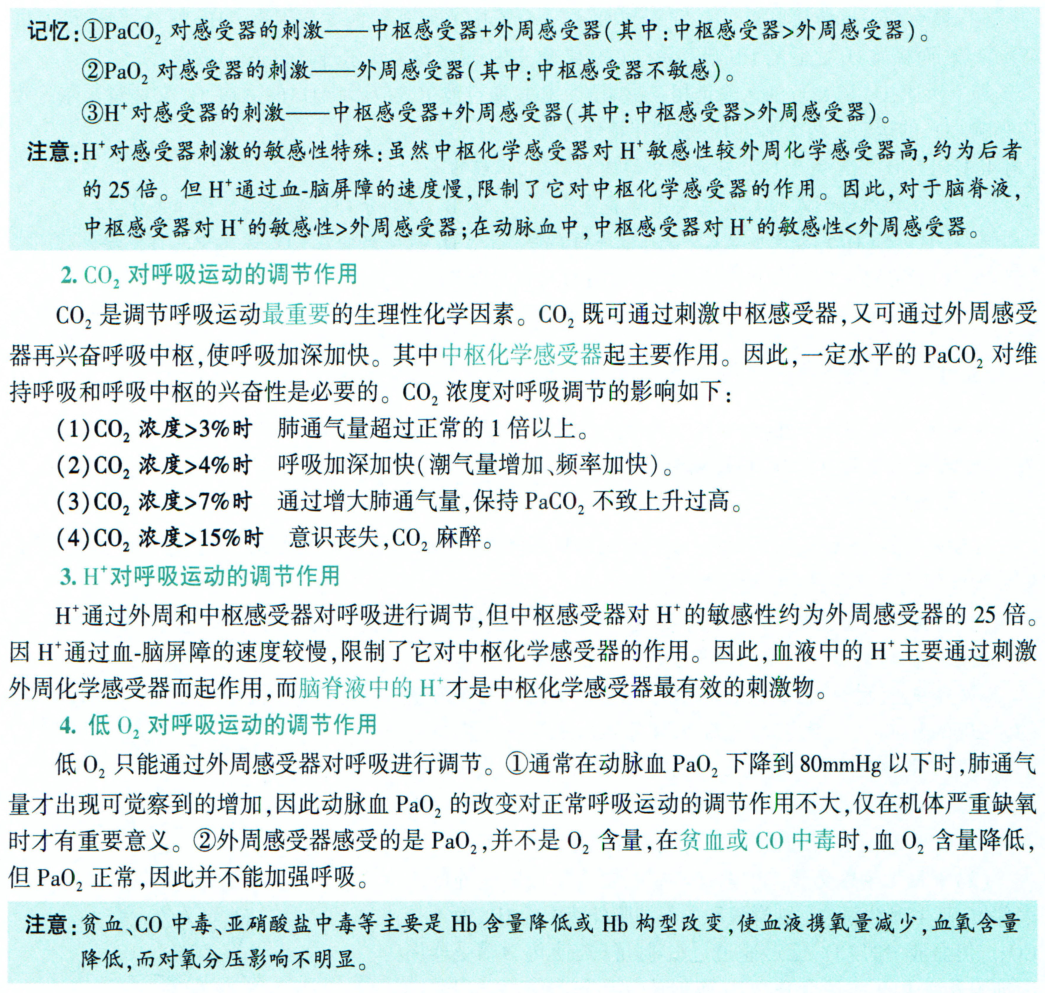 记忆:①PaCO₂ 对感受器的刺激——中枢感受器+外周感受器(其中:中枢感受器>外周感受器)。
②PaO₂ 对感受器的刺激——外周感受器(其中:中枢感受器不敏感)。
③H⁺对感受器的刺激——中枢感受器+外周感受器(其中:中枢感受器>外周感受器)。
注意:H⁺对感受器刺激的敏感性特殊:虽然中枢化学感受器对 H⁺敏感性较外周化学感受器高,约为后者
的 25 倍。但 H⁺通过血-脑屏障的速度慢,限制了它对中枢化学感受器的作用。因此,对于脑脊液,
中枢感受器对 H⁺的敏感性>外周感受器;在动脉血中,中枢感受器对 H⁺的敏感性<外周感受器。
2. CO₂ 对呼吸运动的调节作用
CO₂ 是调节呼吸运动最重要的生理性化学因素。CO₂ 既可通过刺激中枢感受器,又可通过外周感受
器再兴奋呼吸中枢,使呼吸加深加快。其中中枢化学感受器起主要作用。因此,一定水平的 PaCO₂ 对维
持呼吸和呼吸中枢的兴奋性是必要的。CO₂ 浓度对呼吸调节的影响如下:
(1)CO₂ 浓度>3%时 肺通气量超过正常的 1 倍以上。
(2)CO₂ 浓度>4%时 呼吸加深加快(潮气量增加、频率加快)。
(3)CO₂ 浓度>7%时 通过增大肺通气量,保持 PaCO₂ 不致上升过高。
(4)CO₂ 浓度>15%时 意识丧失,CO₂ 麻醉。
3. H⁺对呼吸运动的调节作用
H⁺通过外周和中枢感受器对呼吸进行调节,但中枢感受器对 H⁺的敏感性约为外周感受器的 25 倍。
因 H⁺通过血-脑屏障的速度较慢,限制了它对中枢化学感受器的作用。因此,血液中的 H⁺主要通过刺激
外周化学感受器而起作用,而脑脊液中的 H⁺才是中枢化学感受器最有效的刺激物。
4. 低 O₂ 对呼吸运动的调节作用
低 O₂ 只能通过外周感受器对呼吸进行调节。①通常在动脉血 PaO₂ 下降到 80mmHg 以下时,肺通气
量才出现可觉察到的增加,因此动脉血 PaO₂ 的改变对正常呼吸运动的调节作用不大,仅在机体严重缺氧
时才有重要意义。②外周感受器感受的是 PaO₂,并不是 O₂ 含量,在贫血或 CO 中毒时,血 O₂ 含量降低,
但 PaO₂ 正常,因此并不能加强呼吸。
注意:贫血、CO 中毒、亚硝酸盐中毒等主要是 Hb 含量降低或 Hb 构型改变,使血液携氧量减少,血氧含量
降低,而对氧分压影响不明显。